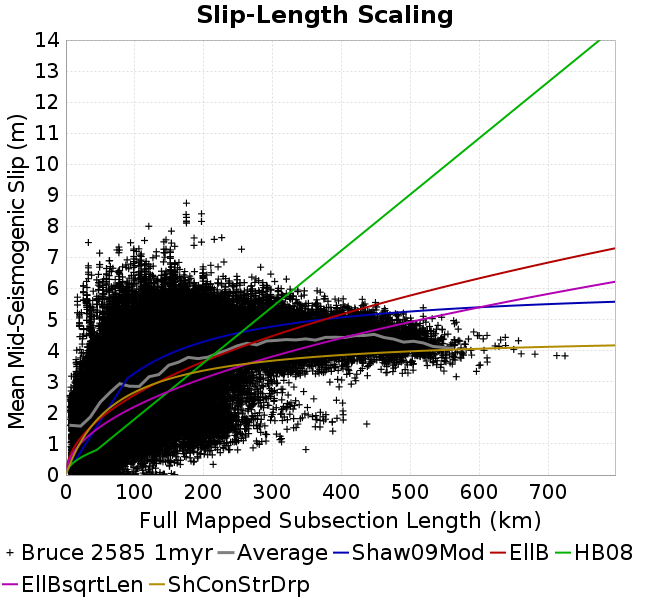 Slip-Length Scaling
Mean Mid-Seismogenic Slip (m)
14
13
12
11
10
9
8
7
6
5
4
3
2
1
0
0 100 200 300 400 500 600 700
Full Mapped Subsection Length (km)
Bruce 2585 1myr Average Shaw09Mod EllB HB08
EllBsqrtLen ShConStrDrp